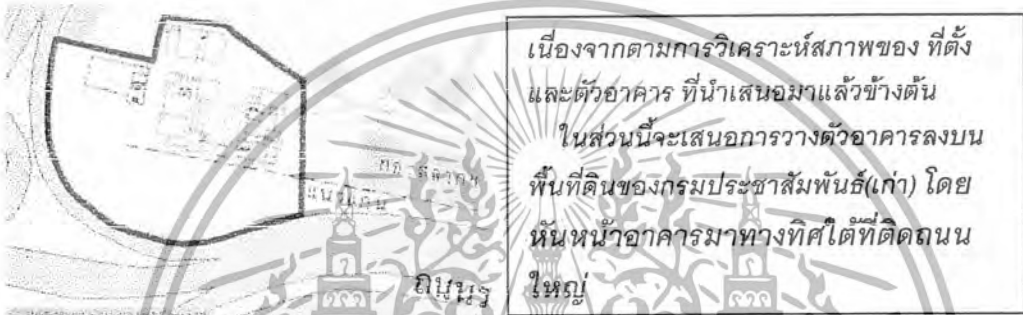 เนื่องจากตามการวิเคราะห์สภาพของ ที่ตั้ง
และตัวอาคาร ที่นำเสนอมาแล้วข้างต้น
ในส่วนนี้จะเสนอการวางตัวอาคารลงบน
พื้นที่ดินของกรมประชาสัมพันธ์(เก่า) โดย
หันหน้าอาคารมาทางทิศใต้ที่ติดถนน
ใหญ่